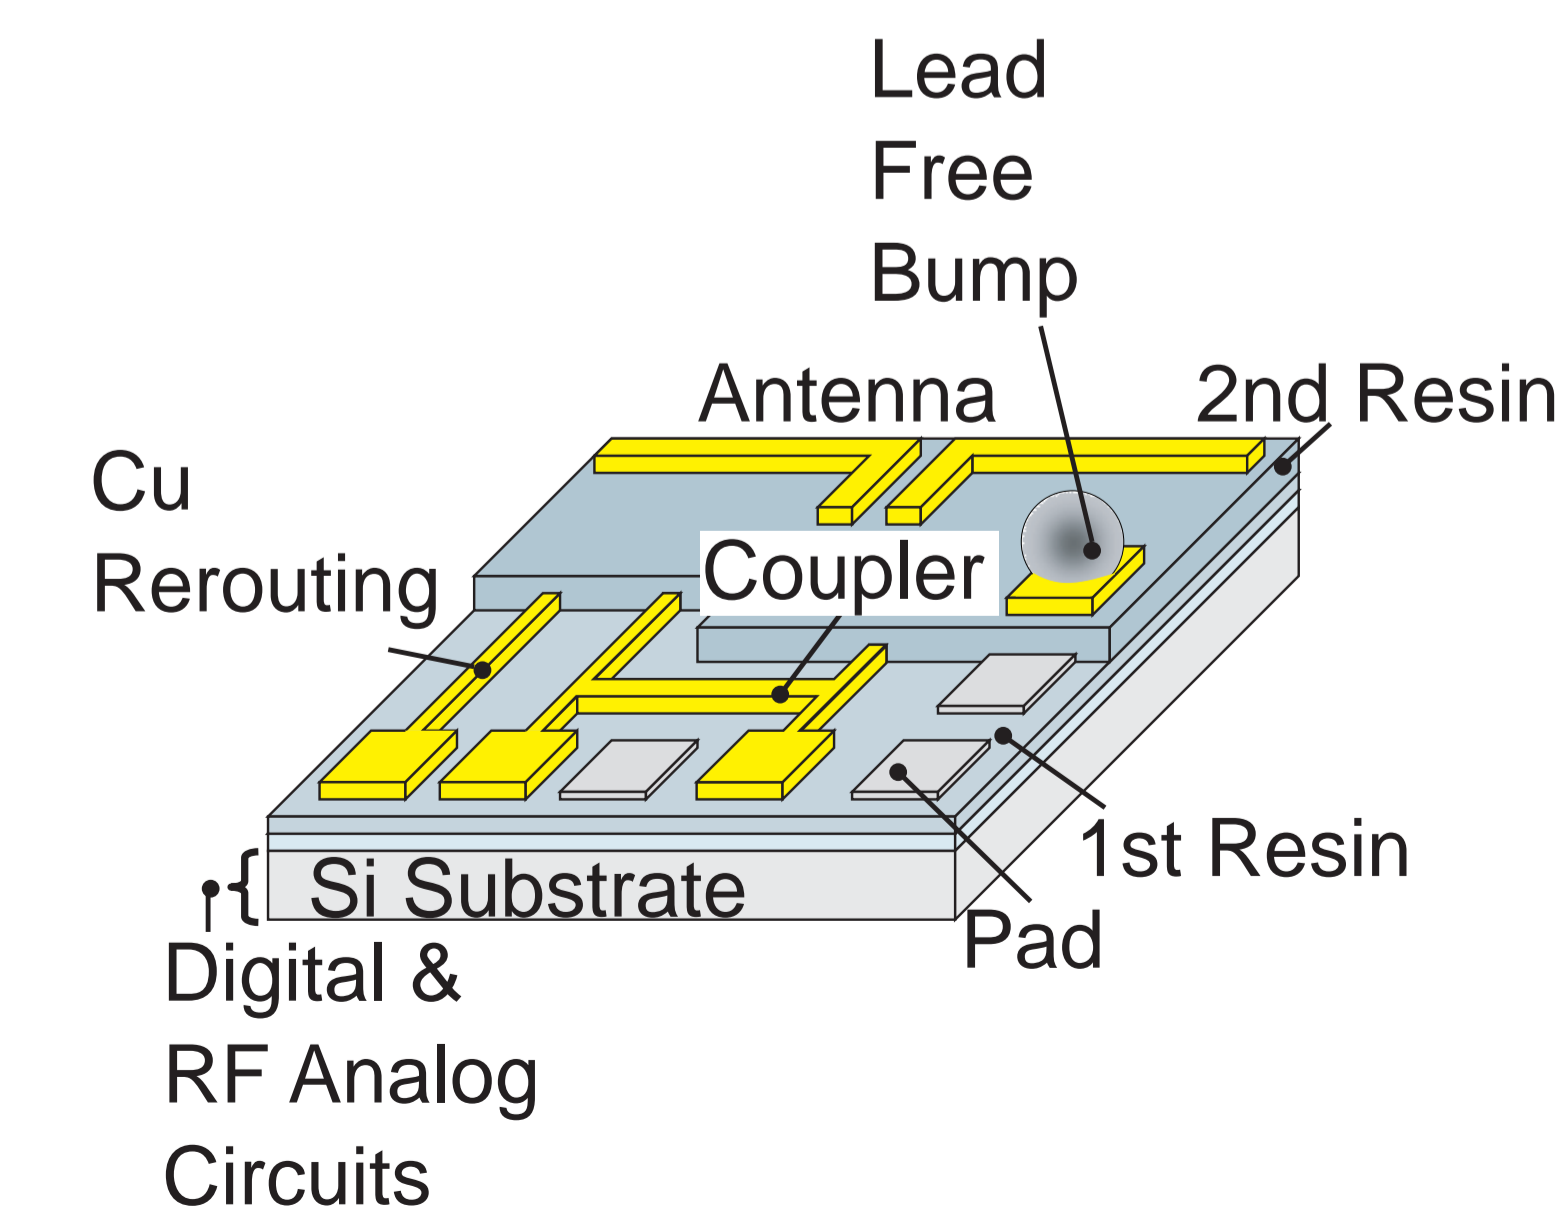 Lead
Free
Bump
Antenna
2nd Resin
Cu
Rerouting
Coupler
1st Resin
Si Substrate
Pad
Digital &
RF Analog
Circuits